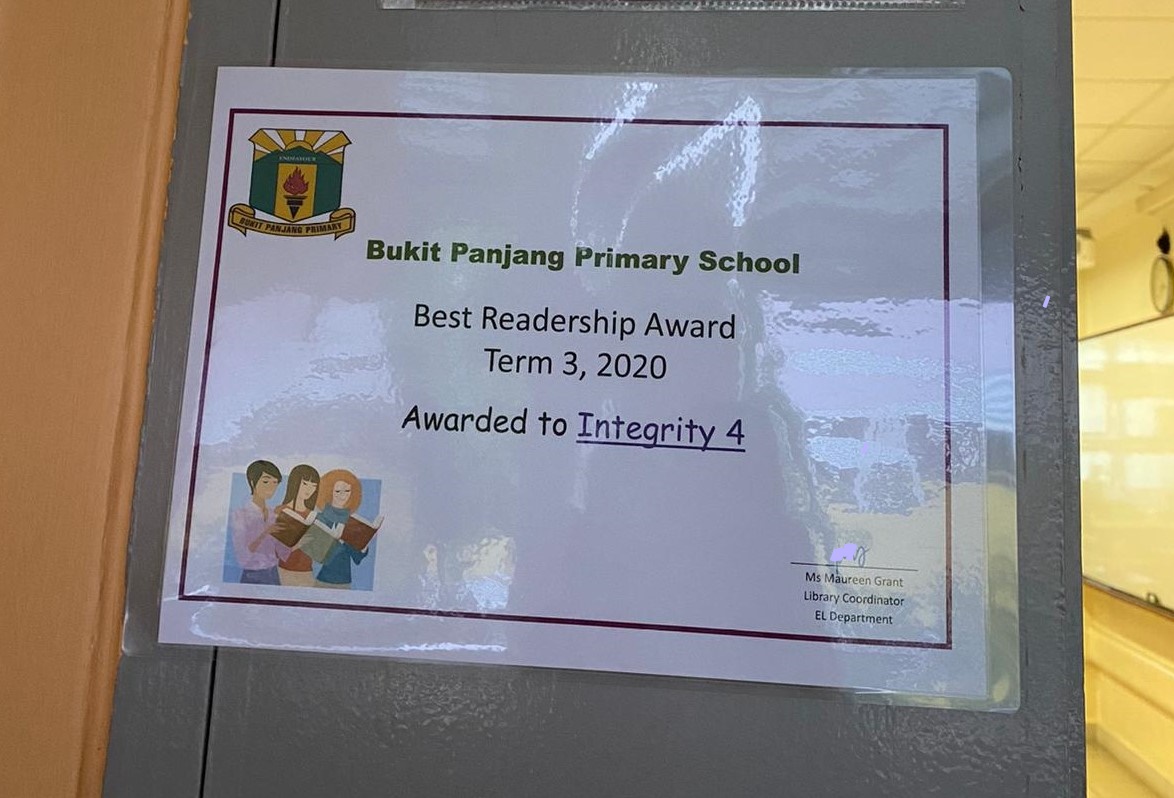 ENDEAVOUR
BUKIT PANJANG PRIMARY
Bukit Panjang Primary School
Best Readership Award
Term 3, 2020
Awarded to Integrity 4
Ms Maureen Grant
Library Coordinator
EL Department